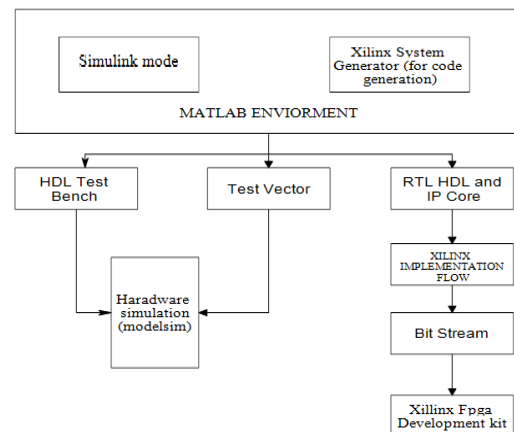 Simulink mode
Xilinx System
Generator (for code
generation)
MATLAB ENVIORMENT
HDL Test
Bench
Test Vector
RTL HDL and
IP Core
XILINX
IMPLEMENTATION
FLOW
Haradware
simulation
(modelsim)
Bit Stream
Xillinx Fpga
Development kit